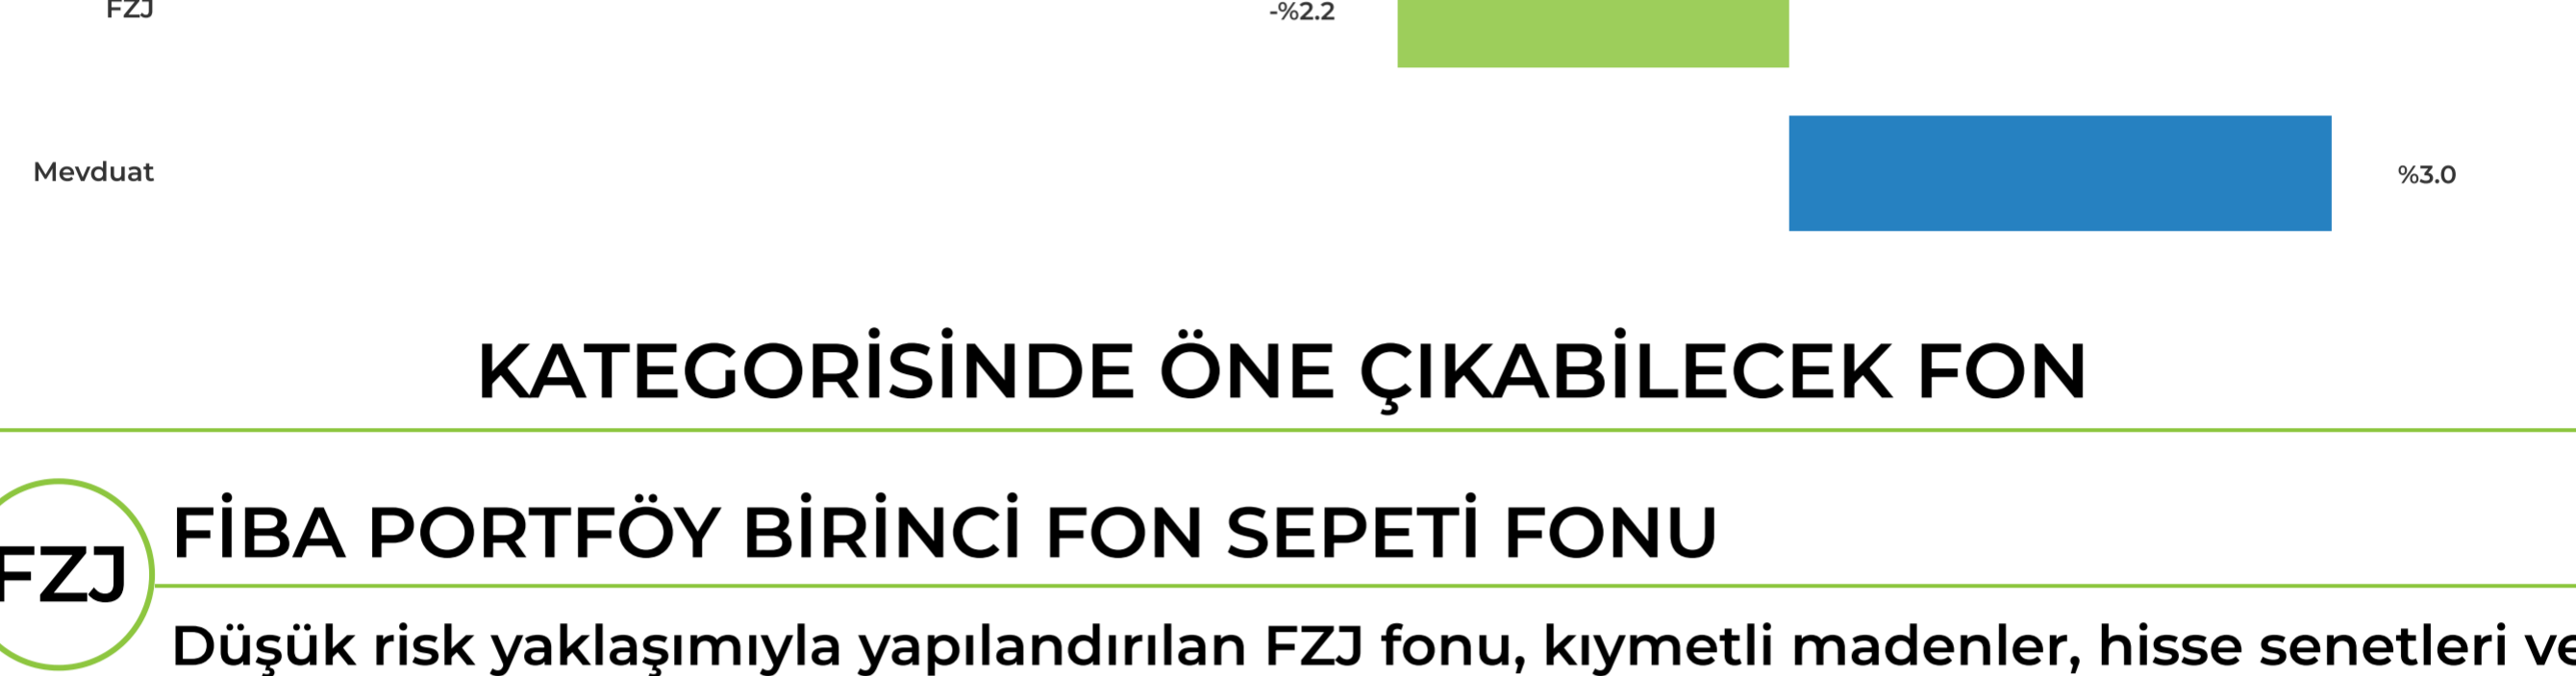 FZJ
-%2.2
Mevduat
%3.0
KATEGORİSİNDE ÖNE ÇIKABİLECEK FON
FZJ
FİBA PORTFÖY BİRİNCİ FON SEPETİ FONU
Düşük risk yaklaşımıyla yapılandırılan FZJ fonu, kıymetli madenler, hisse senetleri ve